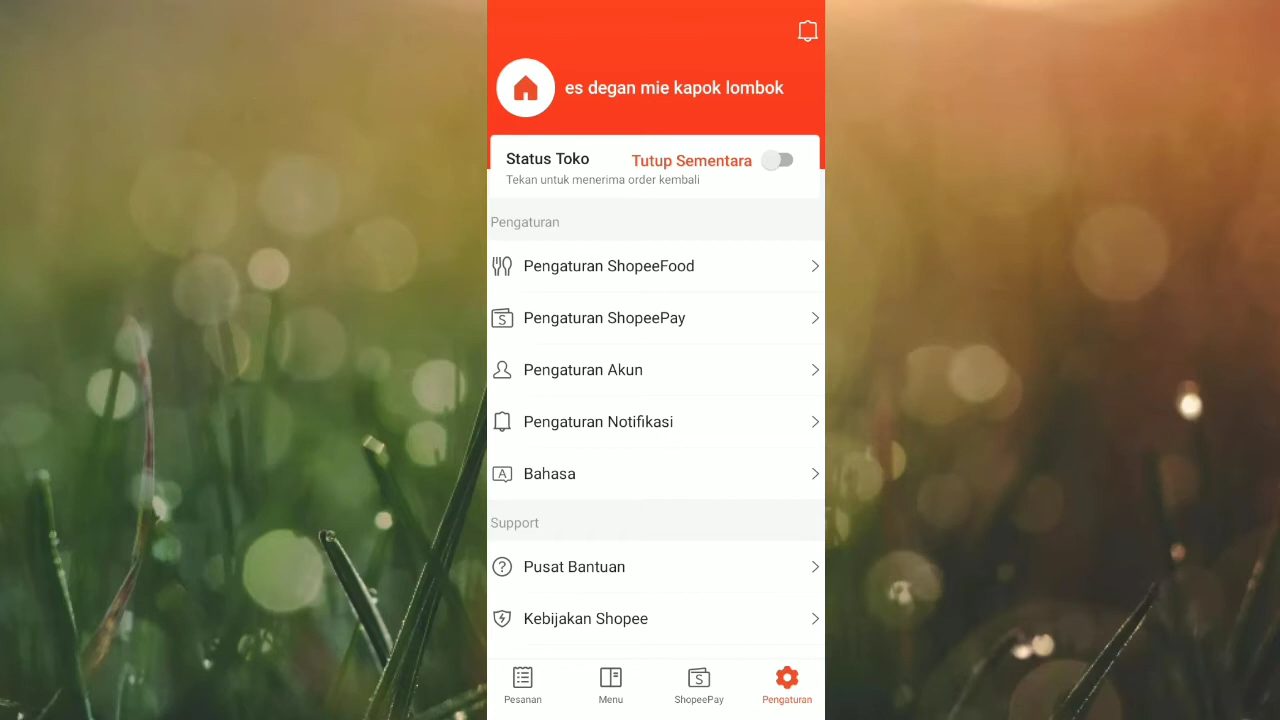 es degan mie kapok lombok
Status Toko
Tutup Sementara
Tekan untuk menerima order kembali
Pengaturan
Pengaturan ShopeeFood
S
Pengaturan ShopeePay
Pengaturan Akun
Pengaturan Notifikasi
A
Bahasa
Support
?
Pusat Bantuan
Kebijakan Shopee
S
Pesanan
Menu
ShopeePay
Pengaturan